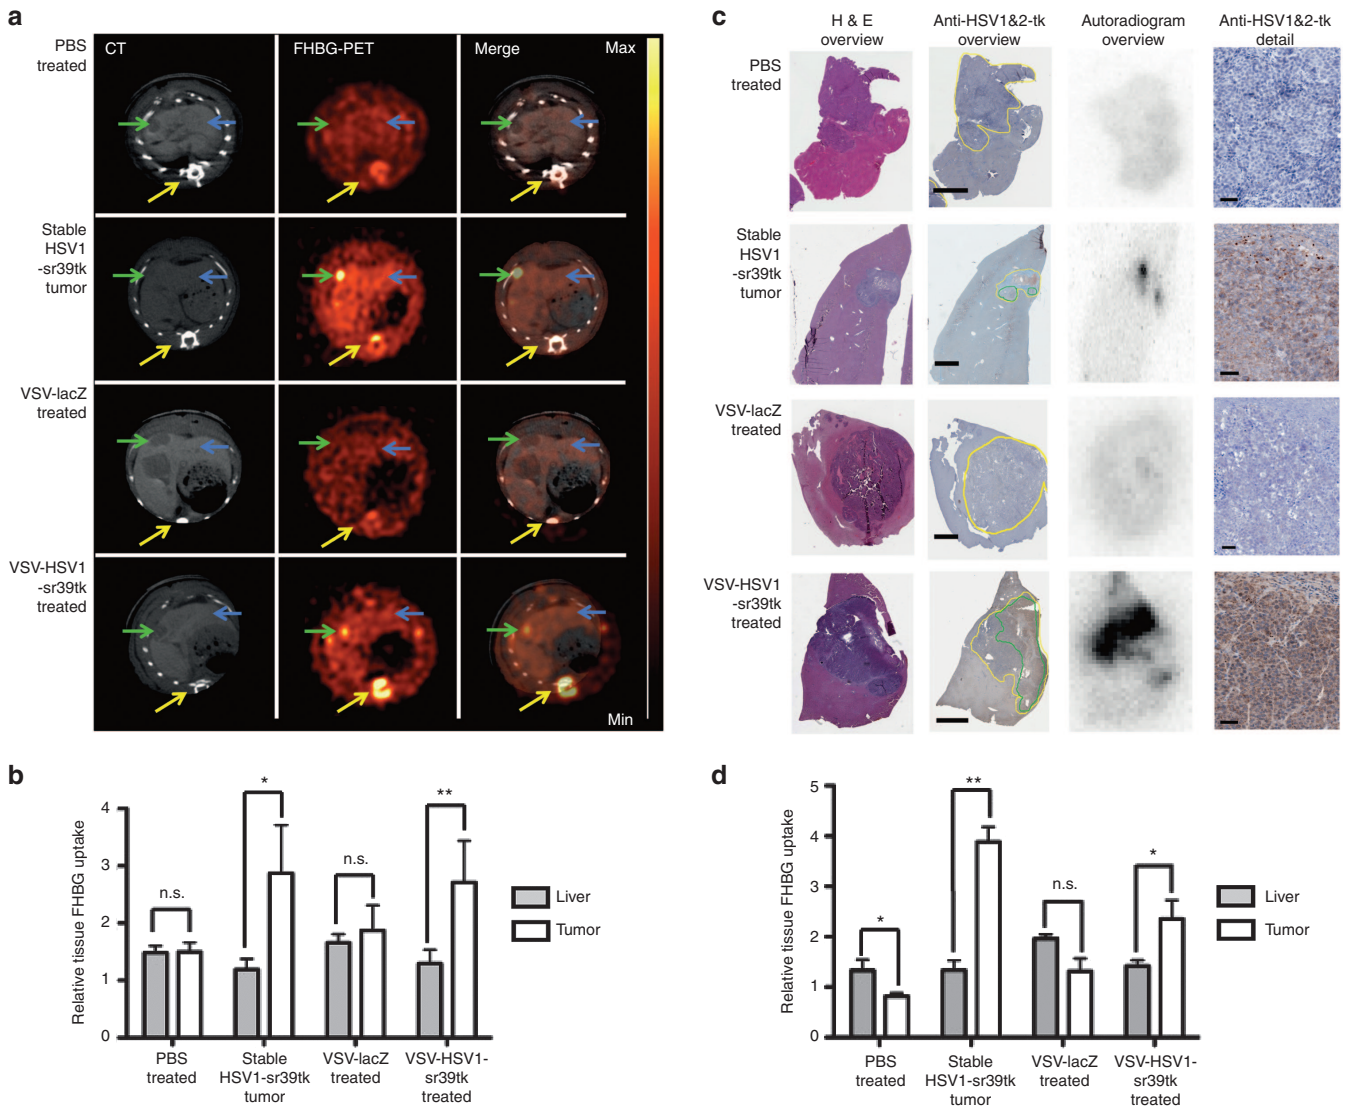 a
PBS
treated
CT
FHBG-PET
Merge
Max
Stable
HSV1
-sr39tk
tumor
VSV-lacZ
treated
VSV-HSV1
-sr39tk
treated
Min
b
Relative tissue FHBG uptake
4
3
2
1
0
n.s.
*
n.s.
**
Liver
Tumor
PBS
treated
Stable
HSV1-sr39tk
tumor
VSV-lacZ
treated
VSV-HSV1-
sr39tk
treated
c
H & E
overview
Anti-HSV1&2-tk
overview
Autoradiogram
overview
Anti-HSV1&2-tk
detail
PBS
treated
Stable
HSV1
-sr39tk
tumor
VSV-lacZ
treated
VSV-HSV1
-sr39tk
treated
d
Relative tissue FHBG uptake
5
4
3
2
1
0
*
**
n.s.
*
Liver
Tumor
PBS
treated
Stable
HSV1-sr39tk
tumor
VSV-lacZ
treated
VSV-HSV1-
sr39tk
treated